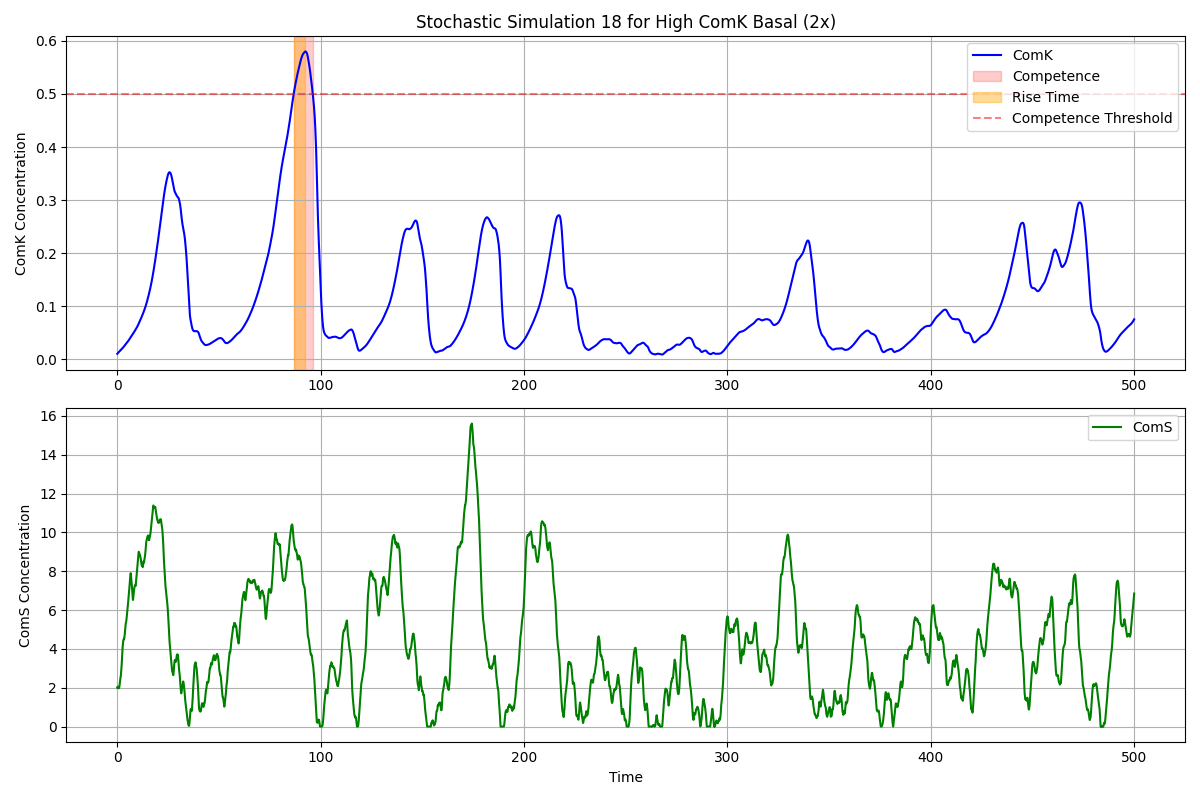 Stochastic Simulation 18 for High ComK Basal (2x)
ComK Concentration
0.6
0.5
0.4
0.3
0.2
0.1
0.0
ComK
Competence
Rise Time
Competence Threshold
0 100 200 300 400 500
ComS Concentration
16
14
12
10
8
6
4
2
0
ComS
0 100 200 300 400 500
Time